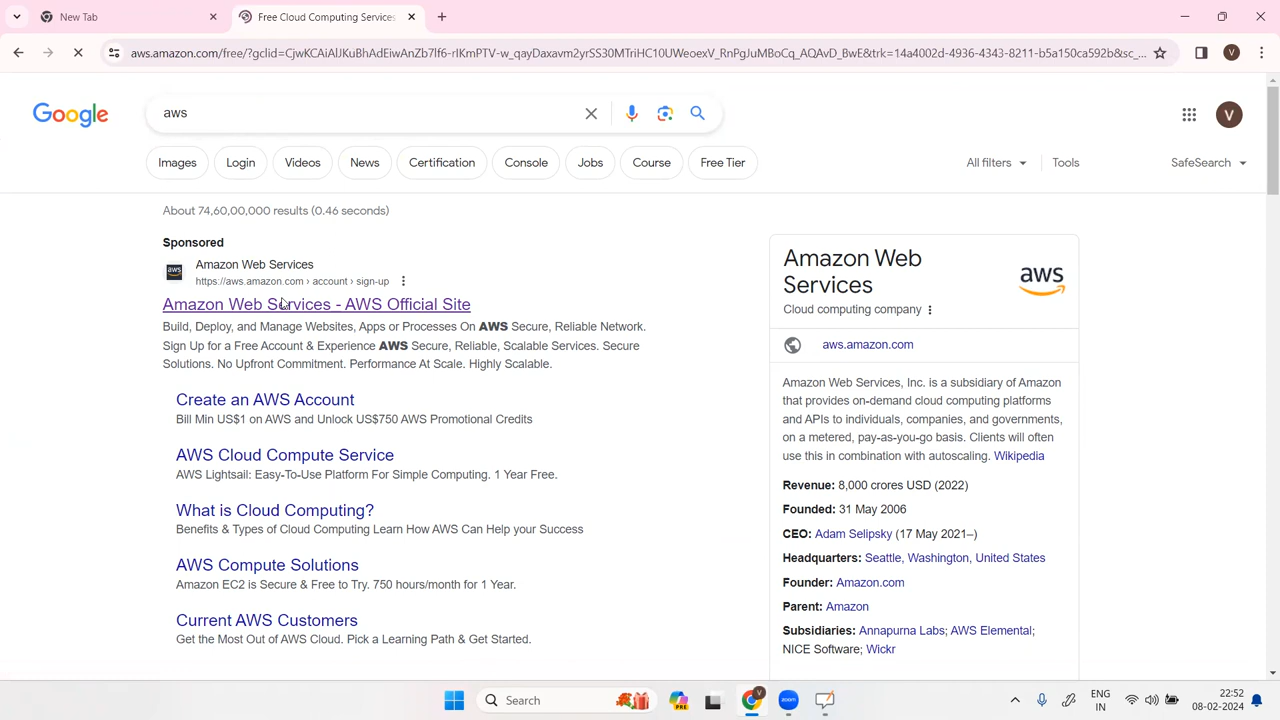 New Tab
Free Cloud Computing Services
aws.amazon.com/free/?gclid=CjwKCAiAlJKuBhAdEiwAnZb7lf6-rlKmPTV-w_qayDaxavm2yrSS30MTriHC10UWeoexV_RnPgJuMBoCq_AQAvD_BwE&trk=14a4002d-4936-4343-8211-b5a150ca592b&sc_...
V
Google
aws
V
Images
Login
Videos
News
Certification
Console
Jobs
Course
Free Tier
All filters
Tools
SafeSearch
About 74,60,00,000 results (0.46 seconds)
Sponsored
aws
Amazon Web Services
https://aws.amazon.com › account › sign-up
Amazon Web Services - AWS Official Site
Build, Deploy, and Manage Websites, Apps or Processes On AWS Secure, Reliable Network.
Sign Up for a Free Account & Experience AWS Secure, Reliable, Scalable Services. Secure
Solutions. No Upfront Commitment. Performance At Scale. Highly Scalable.
Create an AWS Account
Bill Min US$1 on AWS and Unlock US$750 AWS Promotional Credits
AWS Cloud Compute Service
AWS Lightsail: Easy-To-Use Platform For Simple Computing. 1 Year Free.
What is Cloud Computing?
Benefits & Types of Cloud Computing Learn How AWS Can Help your Success
AWS Compute Solutions
Amazon EC2 is Secure & Free to Try. 750 hours/month for 1 Year.
Current AWS Customers
Get the Most Out of AWS Cloud. Pick a Learning Path & Get Started.
Amazon Web
Services
Cloud computing company
aws
aws.amazon.com
Amazon Web Services, Inc. is a subsidiary of Amazon
that provides on-demand cloud computing platforms
and APIs to individuals, companies, and governments,
on a metered, pay-as-you-go basis. Clients will often
use this in combination with autoscaling. Wikipedia
Revenue: 8,000 crores USD (2022)
Founded: 31 May 2006
CEO: Adam Selipsky (17 May 2021–)
Headquarters: Seattle, Washington, United States
Founder: Amazon.com
Parent: Amazon
Subsidiaries: Annapurna Labs; AWS Elemental;
NICE Software; Wickr
Search
PRE
V
zoom
ENG
IN
22:52
08-02-2024